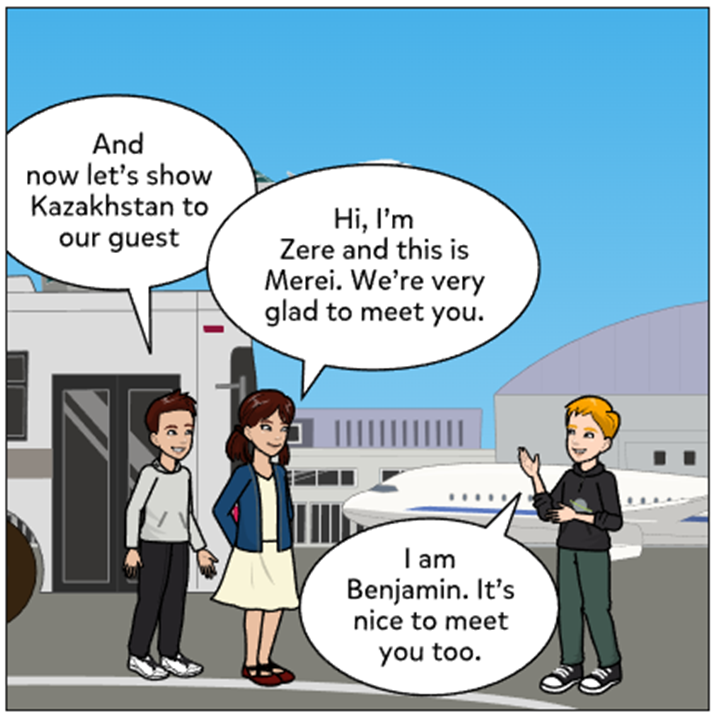 And
now let's show
Kazakhstan to
our guest
Hi, I'm
Zere and this is
Merei. We're very
glad to meet you.
I am
Benjamin. It's
nice to meet
you too.